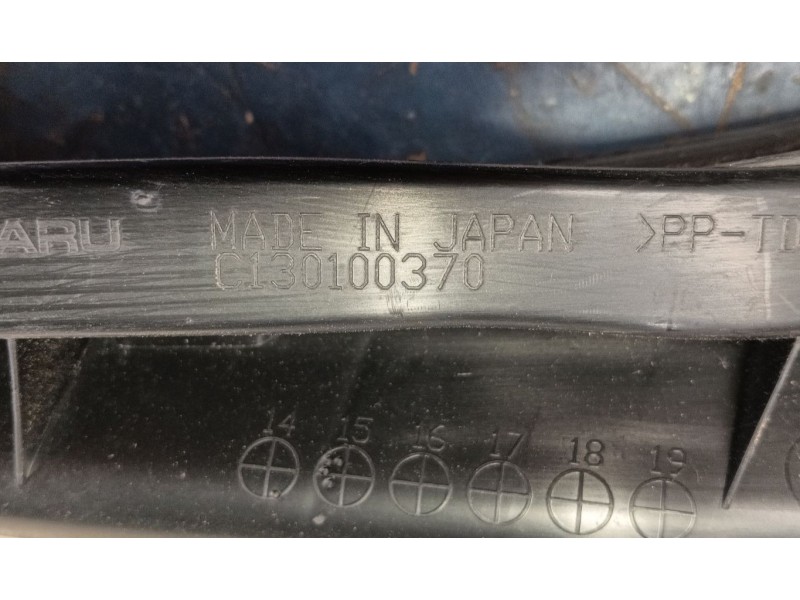 ARU MADE IN JAPAN >PP-TD
C130100370
14 15 16 17 18 19